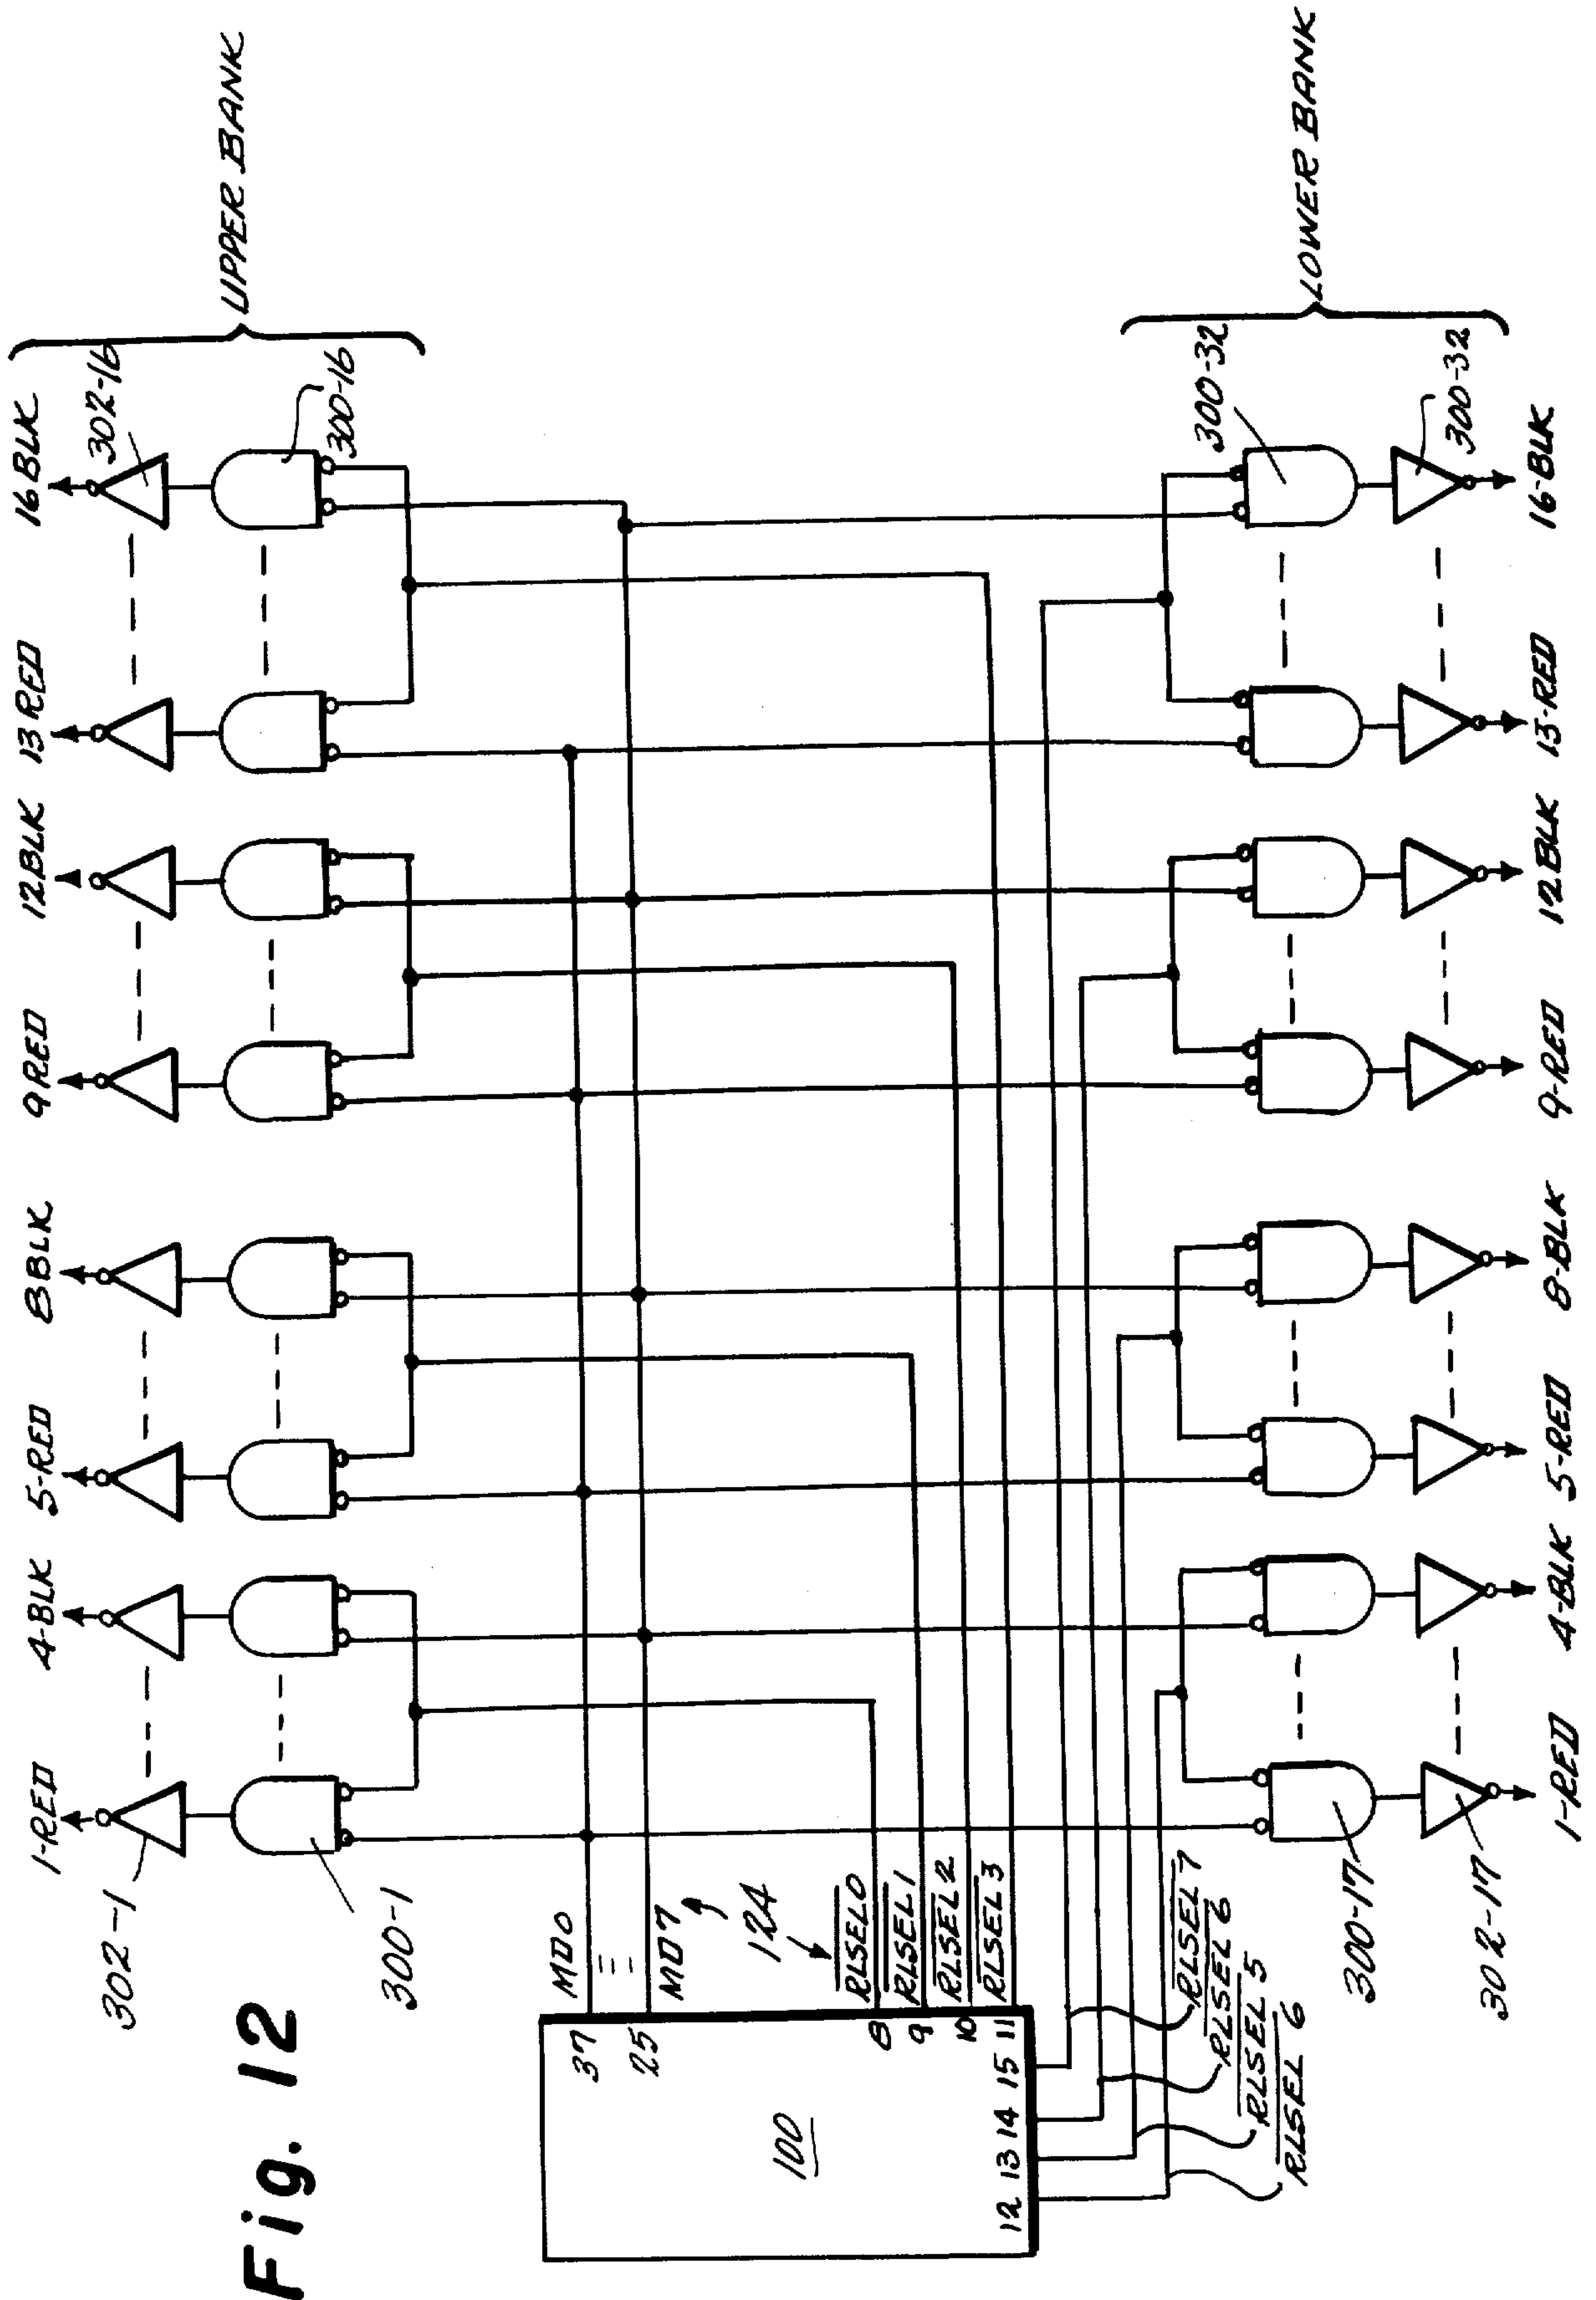 Fig. 12
1-RED
4-BLK
5-RED
8 BLK
9 RED
12 BLK
13 RED
16 BLK
302-1
302-16
300-1
300-16
UPPER BANK
MD0
MD7
124
RLSEL0
RLSEL1
RLSEL2
RLSEL3
37
25
8
9
10
11
100
12
13
14
15
RLSEL7
RLSEL6
RLSEL5
RLSEL6
300-17
300-32
302-17
300-32
LOWER BANK
1-RED
4-BLK
5-RED
8-BLK
9-RED
12 BLK
13-RED
16-BLK